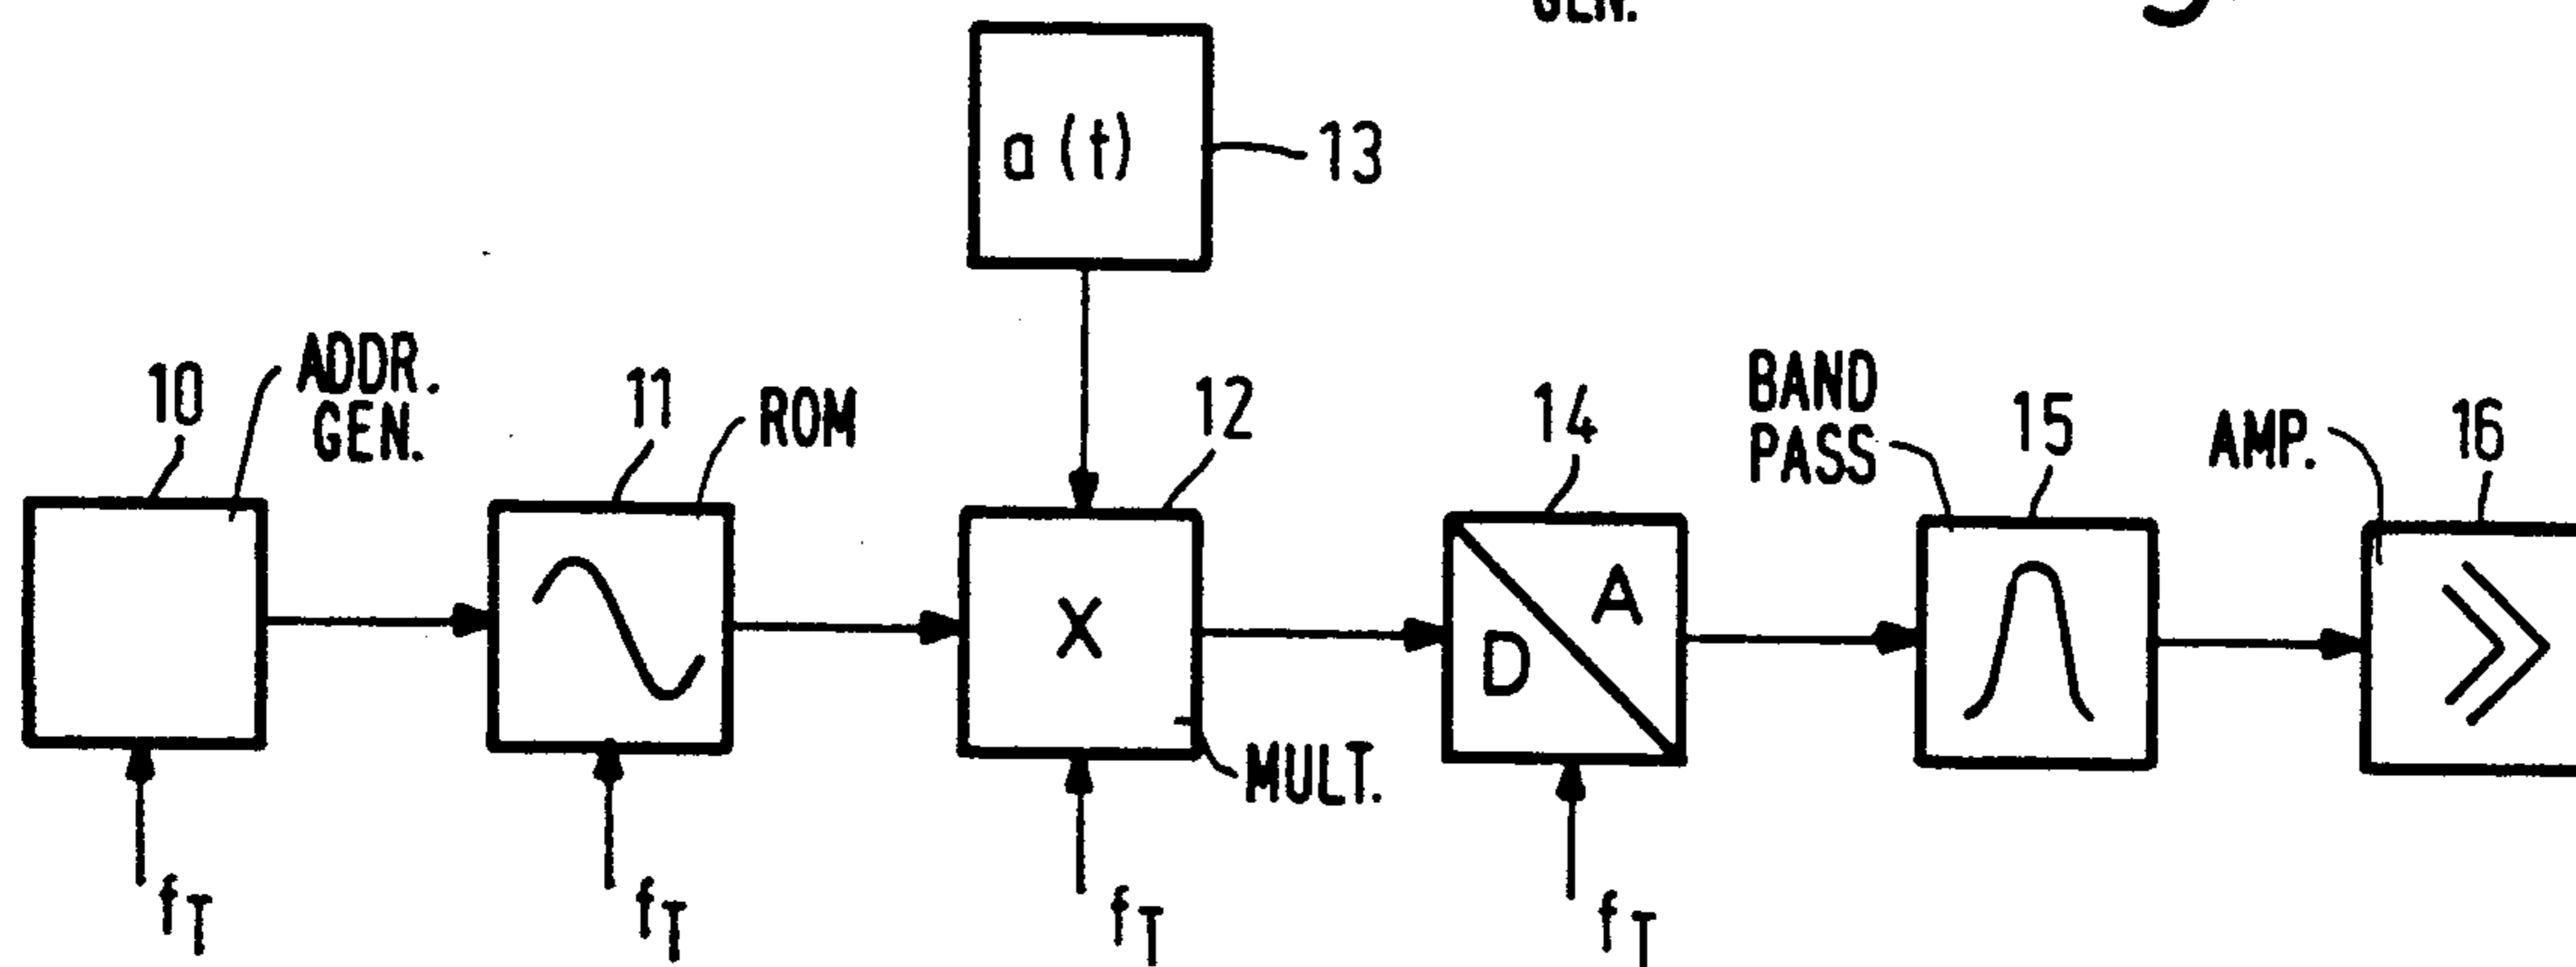 GEN.
a (t)
13
10
ADDR.
GEN.
11
ROM
12
14
BAND
PASS
15
AMP.
16
X
D
A
MULT.
fT
fT
fT
fT